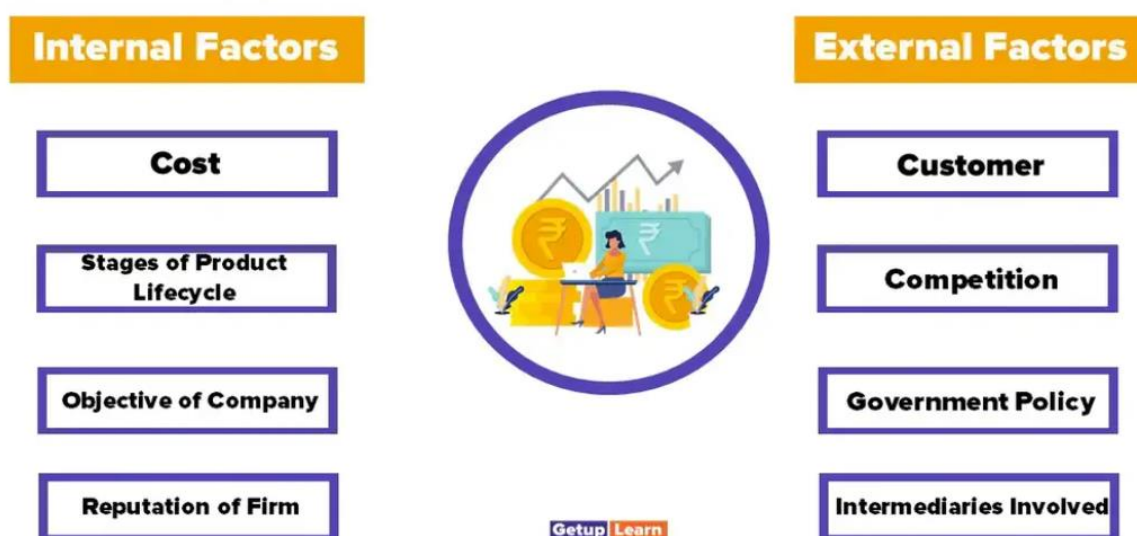 Internal Factors
Cost
Stages of Product
Lifecycle
Objective of Company
Reputation of Firm
₹
₹
₹
Getup Learn
External Factors
Customer
Competition
Government Policy
Intermediaries Involved